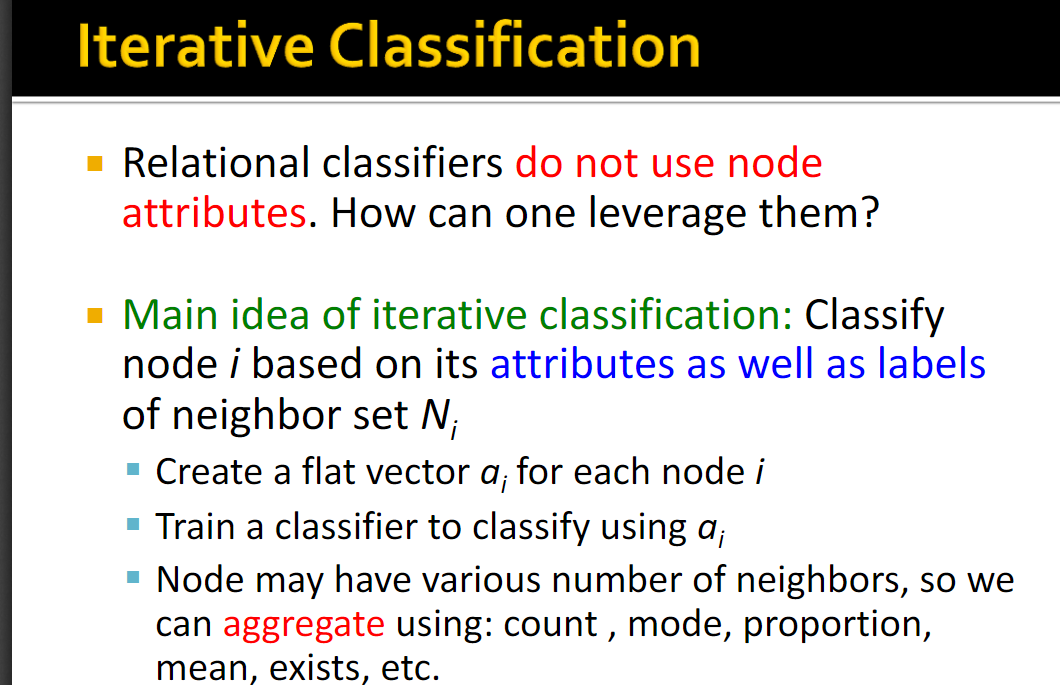 Iterative Classification
▪ Relational classifiers do not use node
attributes. How can one leverage them?
▪ Main idea of iterative classification: Classify
node i based on its attributes as well as labels
of neighbor set Nᵢ
▪ Create a flat vector aᵢ for each node i
▪ Train a classifier to classify using aᵢ
▪ Node may have various number of neighbors, so we
can aggregate using: count , mode, proportion,
mean, exists, etc.